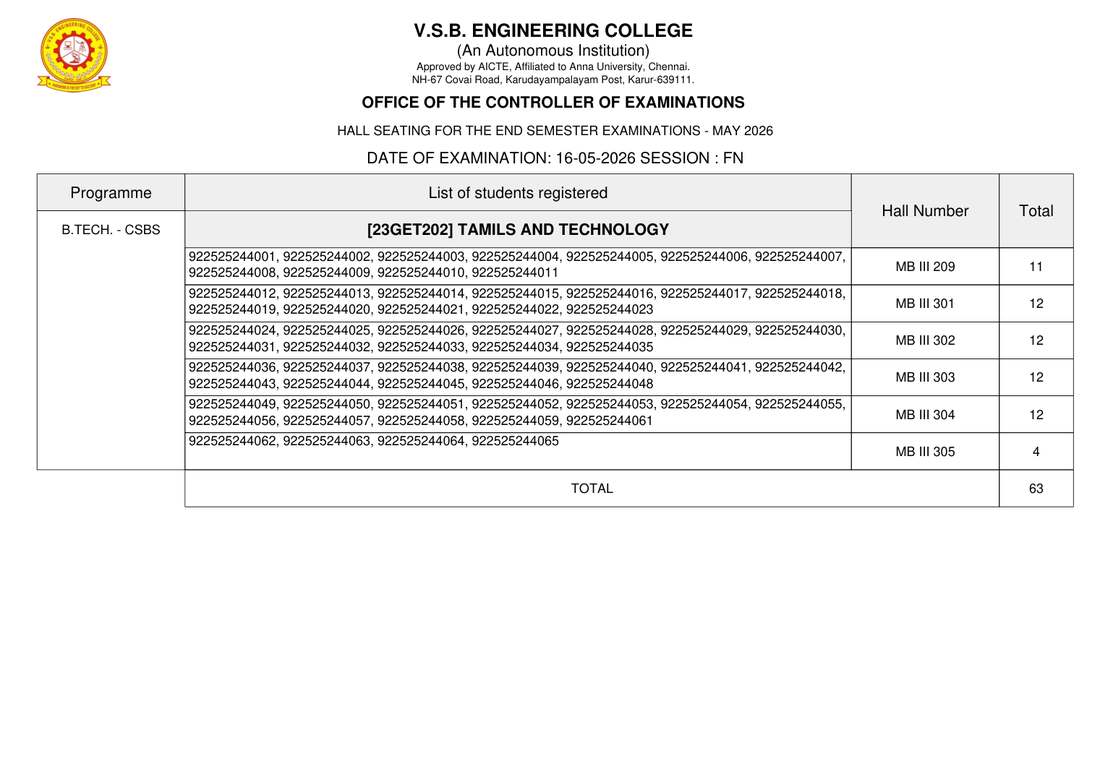 V.S.B. ENGINEERING COLLEGE
(An Autonomous Institution)
Approved by AICTE, Affiliated to Anna University, Chennai.
NH-67 Covai Road, Karudayampalayam Post, Karur-639111.
OFFICE OF THE CONTROLLER OF EXAMINATIONS
HALL SEATING FOR THE END SEMESTER EXAMINATIONS - MAY 2026
DATE OF EXAMINATION: 16-05-2026 SESSION : FN
Programme List of students registered Hall Number Total
B.TECH. - CSBS [23GET202] TAMILS AND TECHNOLOGY
922525244001, 922525244002, 922525244003, 922525244004, 922525244005, 922525244006, 922525244007,
922525244008, 922525244009, 922525244010, 922525244011
MB III 209 11
922525244012, 922525244013, 922525244014, 922525244015, 922525244016, 922525244017, 922525244018,
922525244019, 922525244020, 922525244021, 922525244022, 922525244023
MB III 301 12
922525244024, 922525244025, 922525244026, 922525244027, 922525244028, 922525244029, 922525244030,
922525244031, 922525244032, 922525244033, 922525244034, 922525244035
MB III 302 12
922525244036, 922525244037, 922525244038, 922525244039, 922525244040, 922525244041, 922525244042,
922525244043, 922525244044, 922525244045, 922525244046, 922525244048
MB III 303 12
922525244049, 922525244050, 922525244051, 922525244052, 922525244053, 922525244054, 922525244055,
922525244056, 922525244057, 922525244058, 922525244059, 922525244061
MB III 304 12
922525244062, 922525244063, 922525244064, 922525244065
MB III 305 4
TOTAL 63